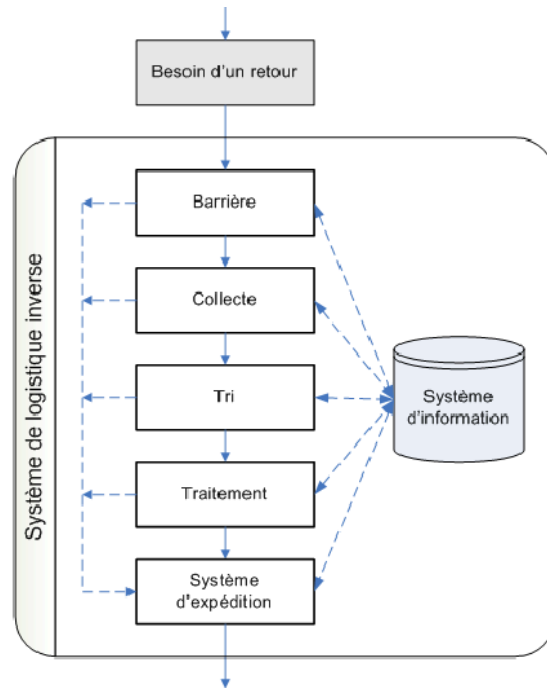 Besoin d'un retour
Système de logistique inverse
Barrière
Collecte
Tri
Traitement
Système
d'expédition
Système
d'information